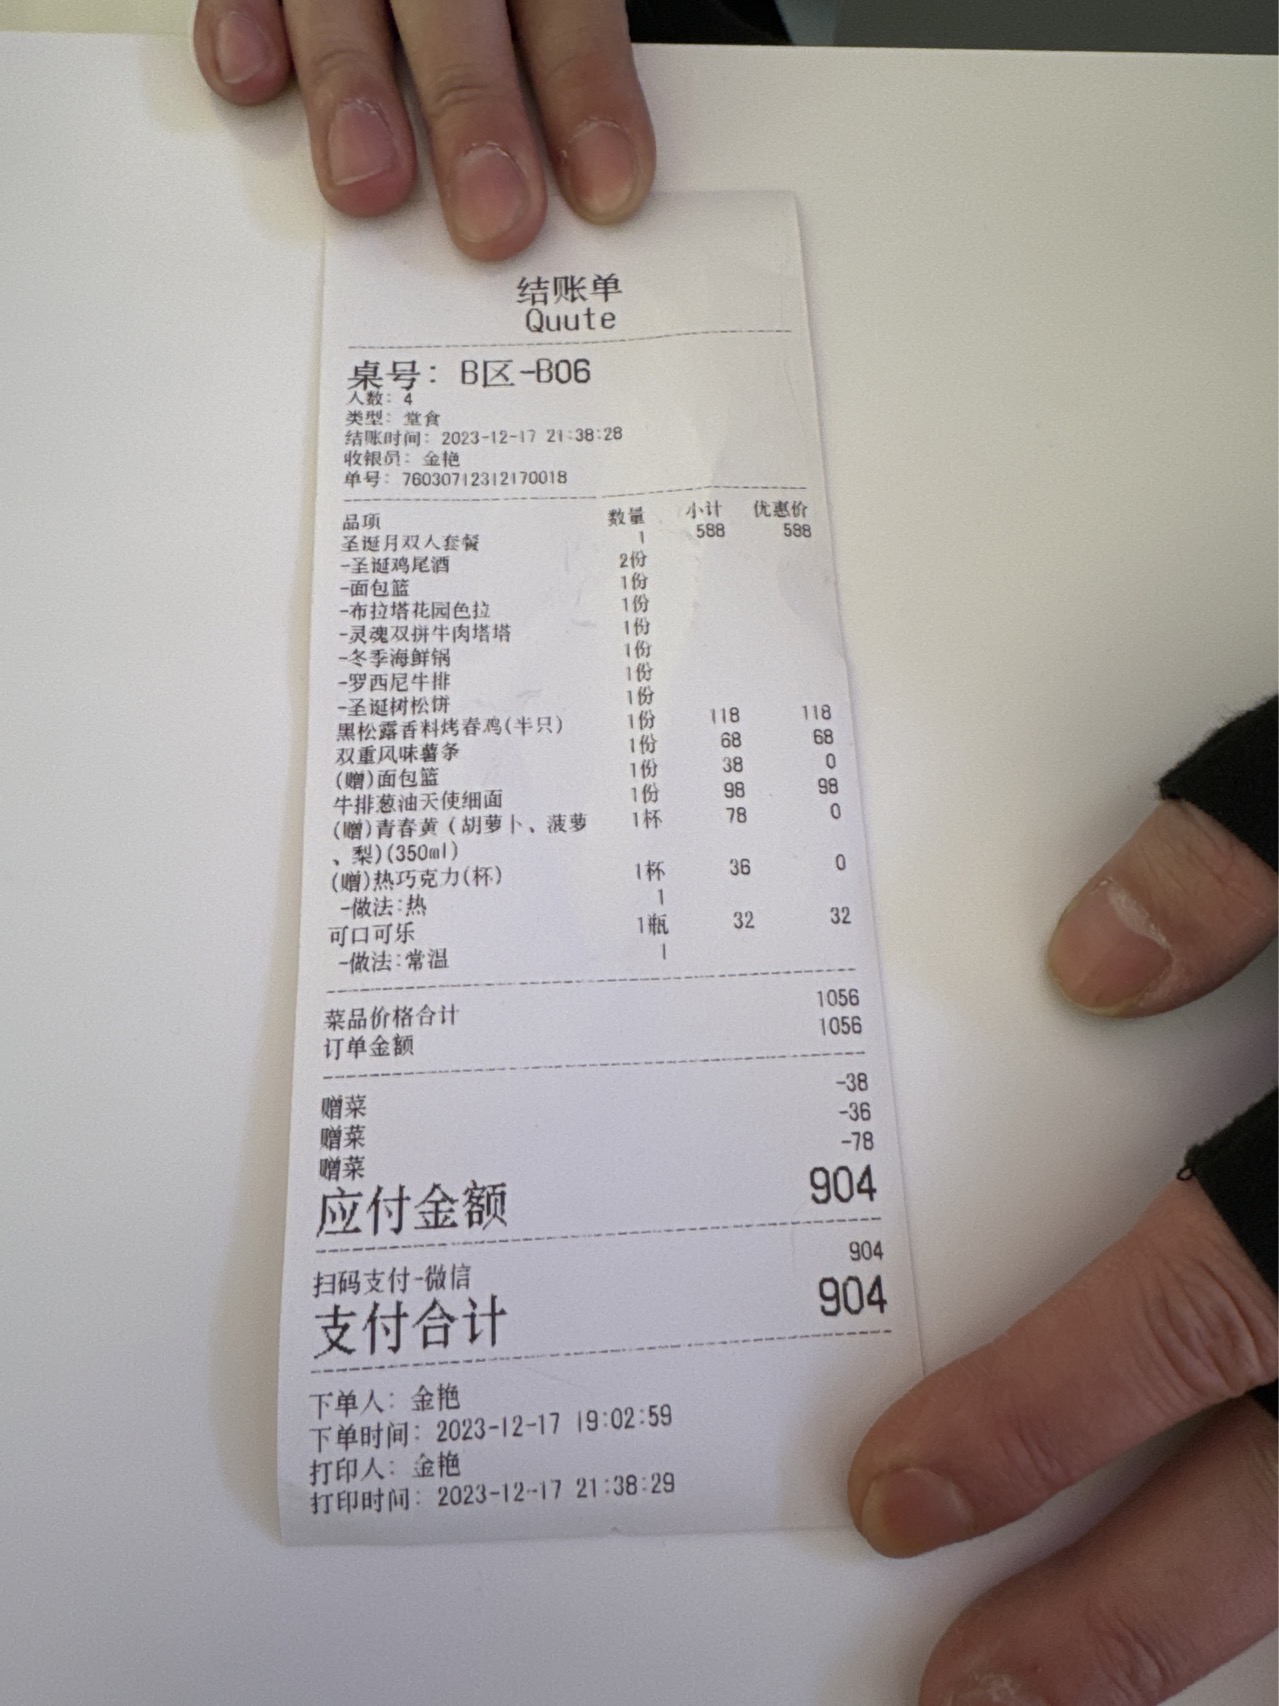 结账单
Quute
桌号: B区-B06
人数: 4
类型: 堂食
结账时间: 2023-12-17 21:38:28
收银员: 金艳
单号: 76030712312170018
品项 数量 小计 优惠价
圣诞月双人套餐 1 588 588
-圣诞鸡尾酒 2份
-面包篮 1份
-布拉塔花园色拉 1份
-灵魂双拼牛肉塔塔 1份
-冬季海鲜锅 1份
-罗西尼牛排 1份
-圣诞树松饼 1份
黑松露香料烤春鸡(半只) 1份 118 118
双重风味薯条 1份 68 68
(赠)面包篮 1份 38 0
牛排葱油天使细面 1份 98 98
(赠)青春黄（胡萝卜、菠萝 1杯 78 0
、梨)(350ml)
(赠)热巧克力(杯) 1杯 36 0
-做法:热 1
可口可乐 1瓶 32 32
-做法:常温 1
菜品价格合计 1056
订单金额 1056
赠菜 -38
赠菜 -36
赠菜 -78
应付金额 904
扫码支付-微信 904
支付合计 904
下单人: 金艳
下单时间: 2023-12-17 19:02:59
打印人: 金艳
打印时间: 2023-12-17 21:38:29